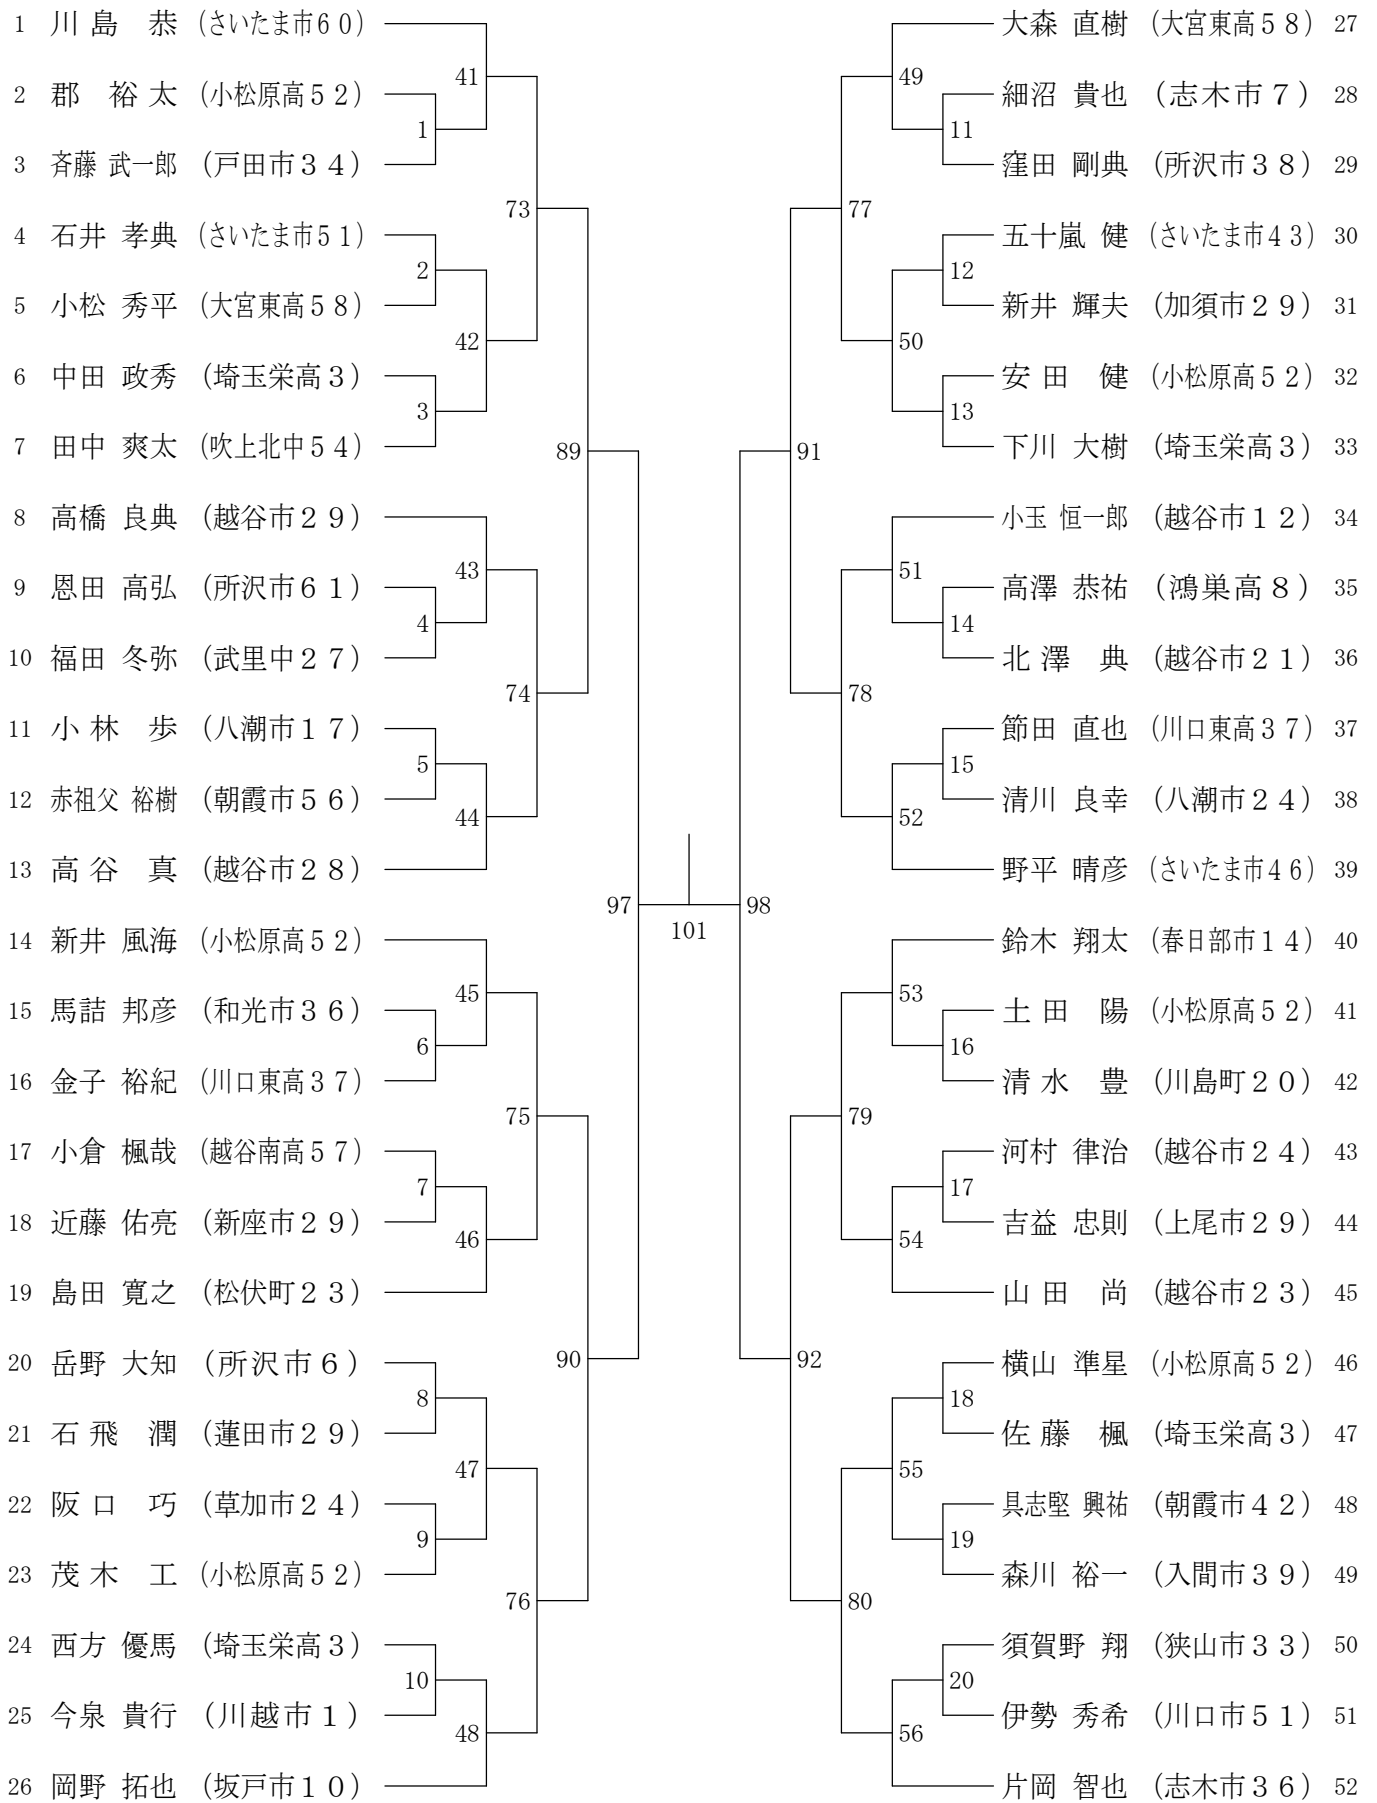 1 川島 恭 (さいたま市６０)
41
2 郡 裕太 (小松原高５２)
1
3 斉藤 武一郎 (戸田市３４)
73
4 石井 孝典 (さいたま市５１)
2
5 小松 秀平 (大宮東高５８)
42
6 中田 政秀 (埼玉栄高３)
3
7 田中 爽太 (吹上北中５４)
89
8 高橋 良典 (越谷市２９)
43
9 恩田 高弘 (所沢市６１)
4
10 福田 冬弥 (武里中２７)
74
11 小林 歩 (八潮市１７)
5
12 赤祖父 裕樹 (朝霞市５６)
44
13 高谷 真 (越谷市２８)
97
14 新井 風海 (小松原高５２)
45
15 馬詰 邦彦 (和光市３６)
6
16 金子 裕紀 (川口東高３７)
75
17 小倉 楓哉 (越谷南高５７)
7
18 近藤 佑亮 (新座市２９)
46
19 島田 寛之 (松伏町２３)
90
20 岳野 大知 (所沢市６)
8
21 石飛 潤 (蓮田市２９)
47
22 阪口 巧 (草加市２４)
9
23 茂木 工 (小松原高５２)
76
24 西方 優馬 (埼玉栄高３)
10
25 今泉 貴行 (川越市１)
48
26 岡野 拓也 (坂戸市１０)
101
大森 直樹 (大宮東高５８) 27
49
細沼 貴也 (志木市７) 28
11
窪田 剛典 (所沢市３８) 29
77
五十嵐 健 (さいたま市４３) 30
12
新井 輝夫 (加須市２９) 31
50
安田 健 (小松原高５２) 32
13
下川 大樹 (埼玉栄高３) 33
91
小玉 恒一郎 (越谷市１２) 34
51
高澤 恭祐 (鴻巣高８) 35
14
北澤 典 (越谷市２１) 36
78
節田 直也 (川口東高３７) 37
15
清川 良幸 (八潮市２４) 38
52
野平 晴彦 (さいたま市４６) 39
98
鈴木 翔太 (春日部市１４) 40
53
土田 陽 (小松原高５２) 41
16
清水 豊 (川島町２０) 42
79
河村 律治 (越谷市２４) 43
17
吉益 忠則 (上尾市２９) 44
54
山田 尚 (越谷市２３) 45
92
横山 準星 (小松原高５２) 46
18
佐藤 楓 (埼玉栄高３) 47
55
具志堅 興祐 (朝霞市４２) 48
19
森川 裕一 (入間市３９) 49
80
須賀野 翔 (狭山市３３) 50
20
伊勢 秀希 (川口市５１) 51
56
片岡 智也 (志木市３６) 52